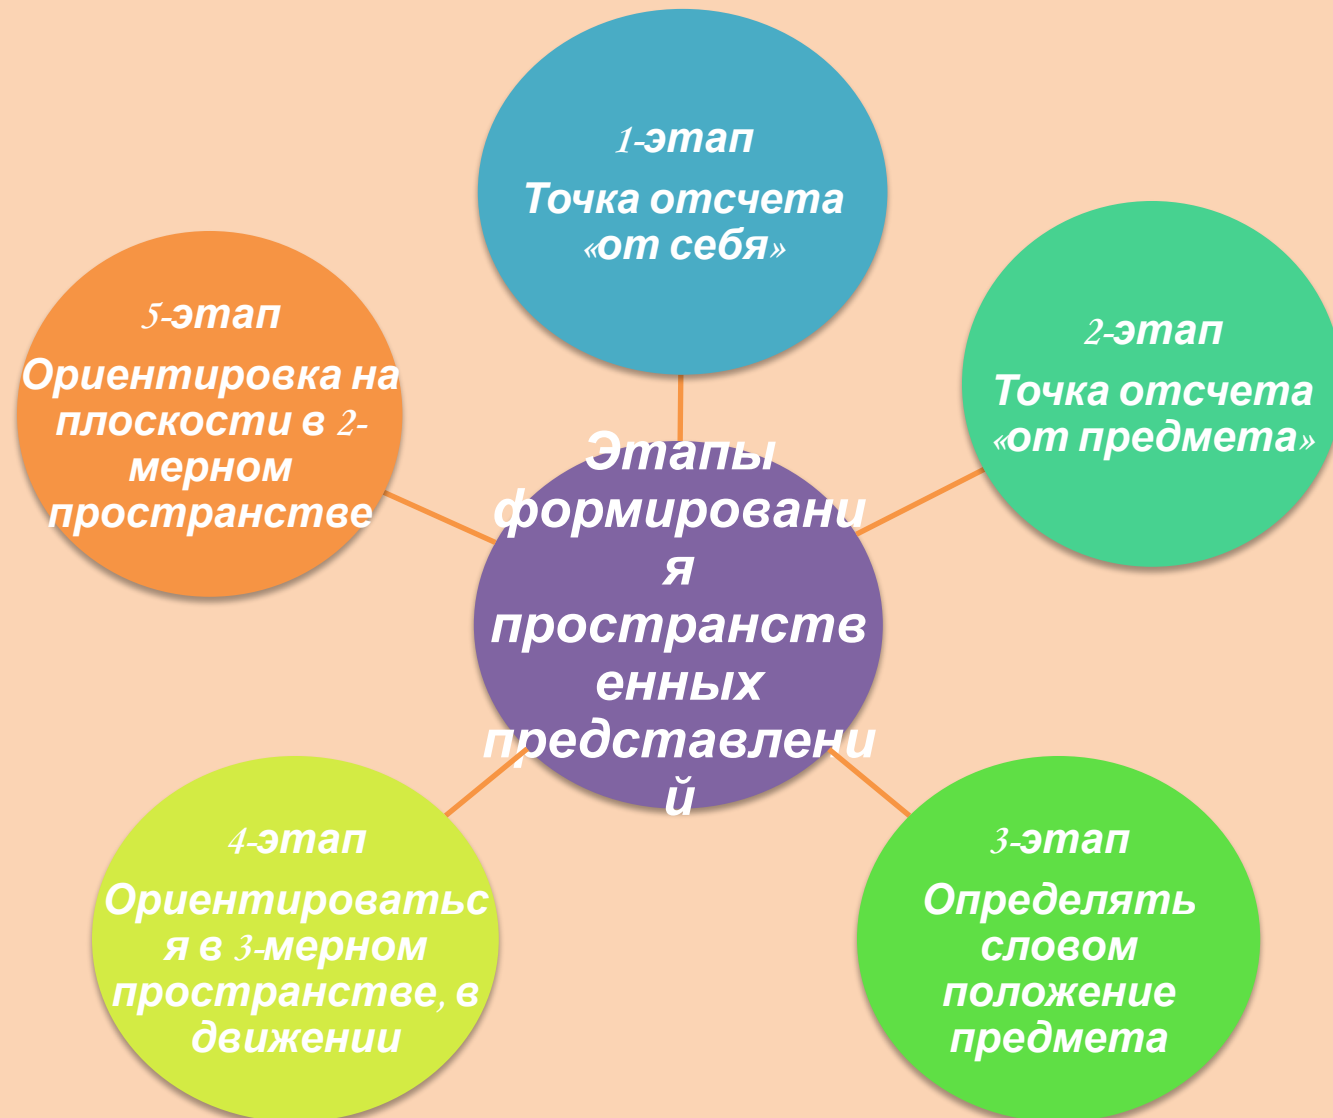 1-этап
Точка отсчета
«от себя»
2-этап
Точка отсчета
«от предмета»
3-этап
Определять
словом
положение
предмета
4-этап
Ориентироватьс
я в 3-мерном
пространстве, в
движении
5-этап
Ориентировка на
плоскости в 2-
мерном
пространстве
Этапы
формировани
я
пространств
енных
представлени
й